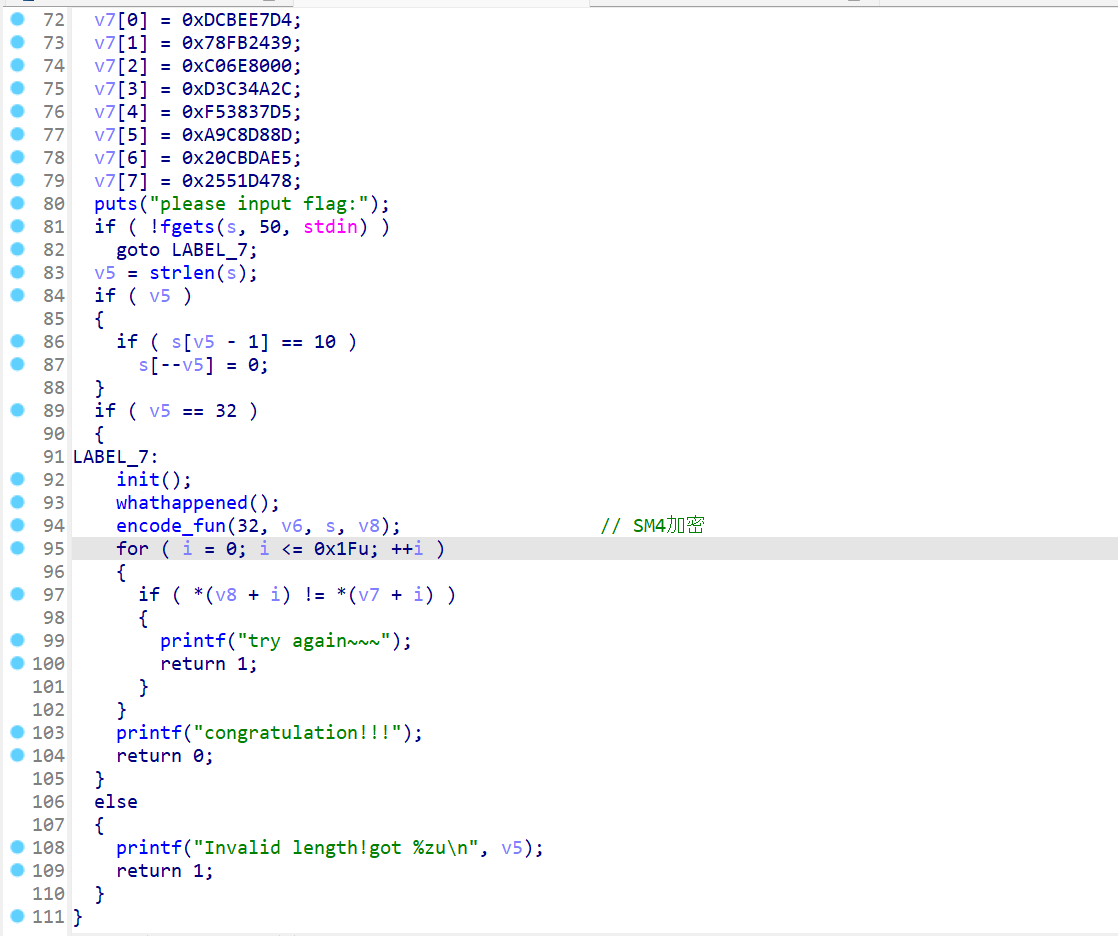 72 v7[0] = 0xDCBEE7D4;
73 v7[1] = 0x78FB2439;
74 v7[2] = 0xC06E8000;
75 v7[3] = 0xD3C34A2C;
76 v7[4] = 0xF53837D5;
77 v7[5] = 0xA9C8D88D;
78 v7[6] = 0x20CBDAE5;
79 v7[7] = 0x2551D478;
80 puts("please input flag:");
81 if ( !fgets(s, 50, stdin) )
82 goto LABEL_7;
83 v5 = strlen(s);
84 if ( v5 )
85 {
86 if ( s[v5 - 1] == 10 )
87 s[--v5] = 0;
88 }
89 if ( v5 == 32 )
90 {
91 LABEL_7:
92 init();
93 whathappened();
94 encode_fun(32, v6, s, v8); // SM4加密
95 for ( i = 0; i <= 0x1Fu; ++i )
96 {
97 if ( *(v8 + i) != *(v7 + i) )
98 {
99 printf("try again~~~");
100 return 1;
101 }
102 }
103 printf("congratulation!!!");
104 return 0;
105 }
106 else
107 {
108 printf("Invalid length!got %zu\n", v5);
109 return 1;
110 }
111 }